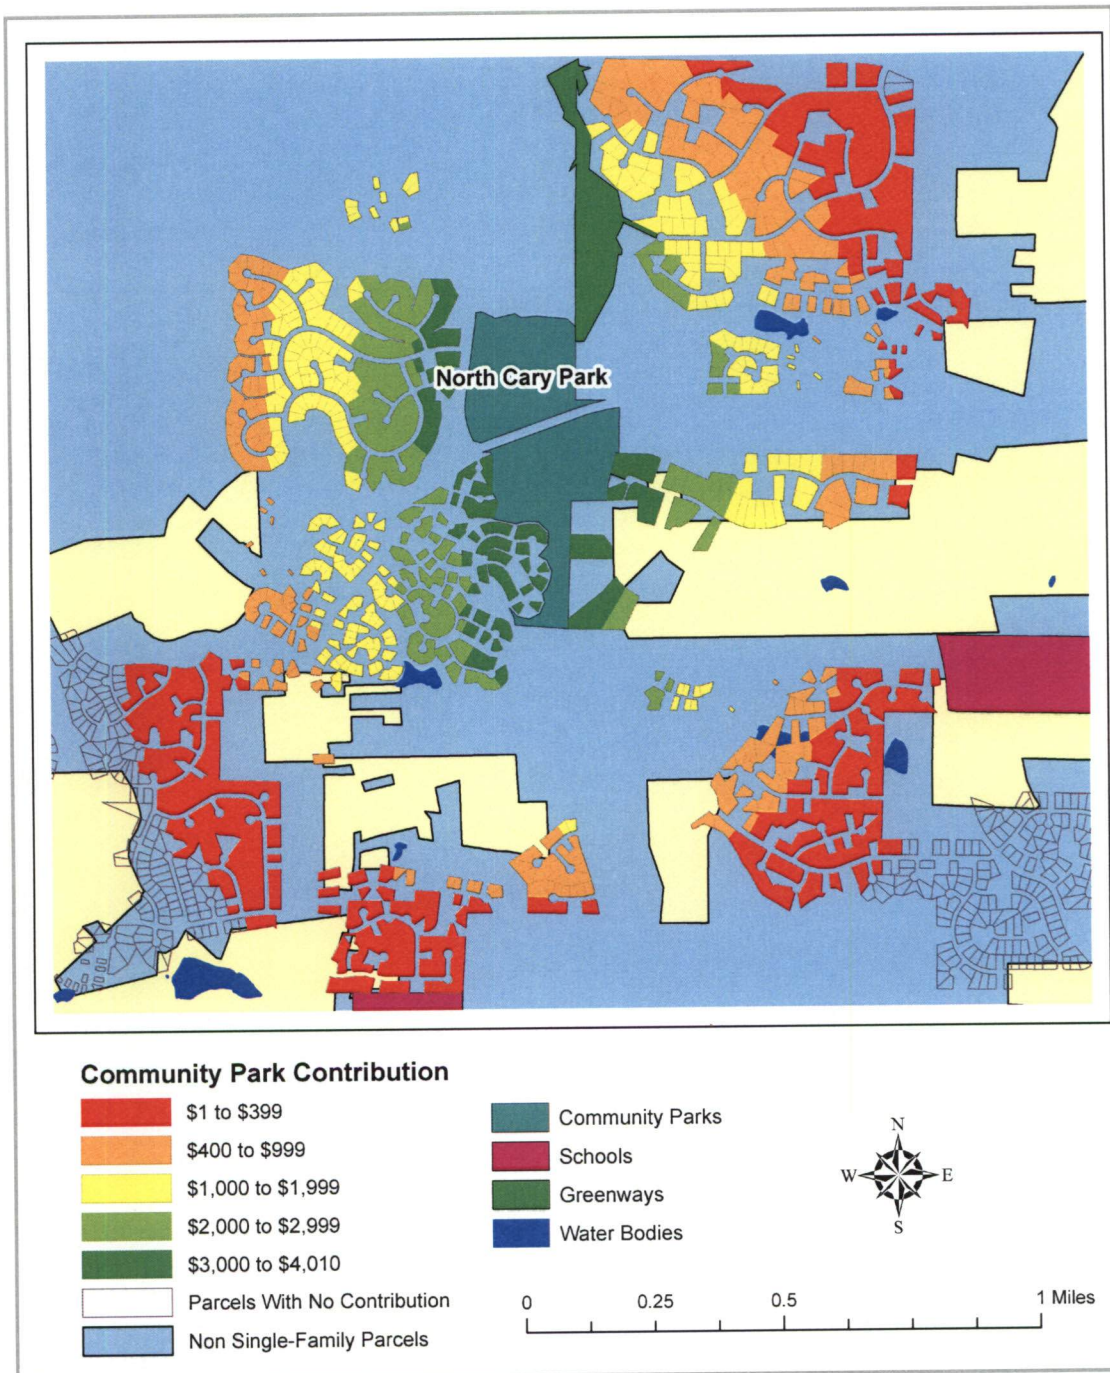 North Cary Park
Community Park Contribution
$1 to $399
$400 to $999
$1,000 to $1,999
$2,000 to $2,999
$3,000 to $4,010
Parcels With No Contribution
Non Single-Family Parcels
Community Parks
Schools
Greenways
Water Bodies
N
W E
S
0 0.25 0.5 1 Miles